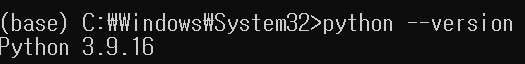 (base) C:₩Windows₩System32>python --version
Python 3.9.16